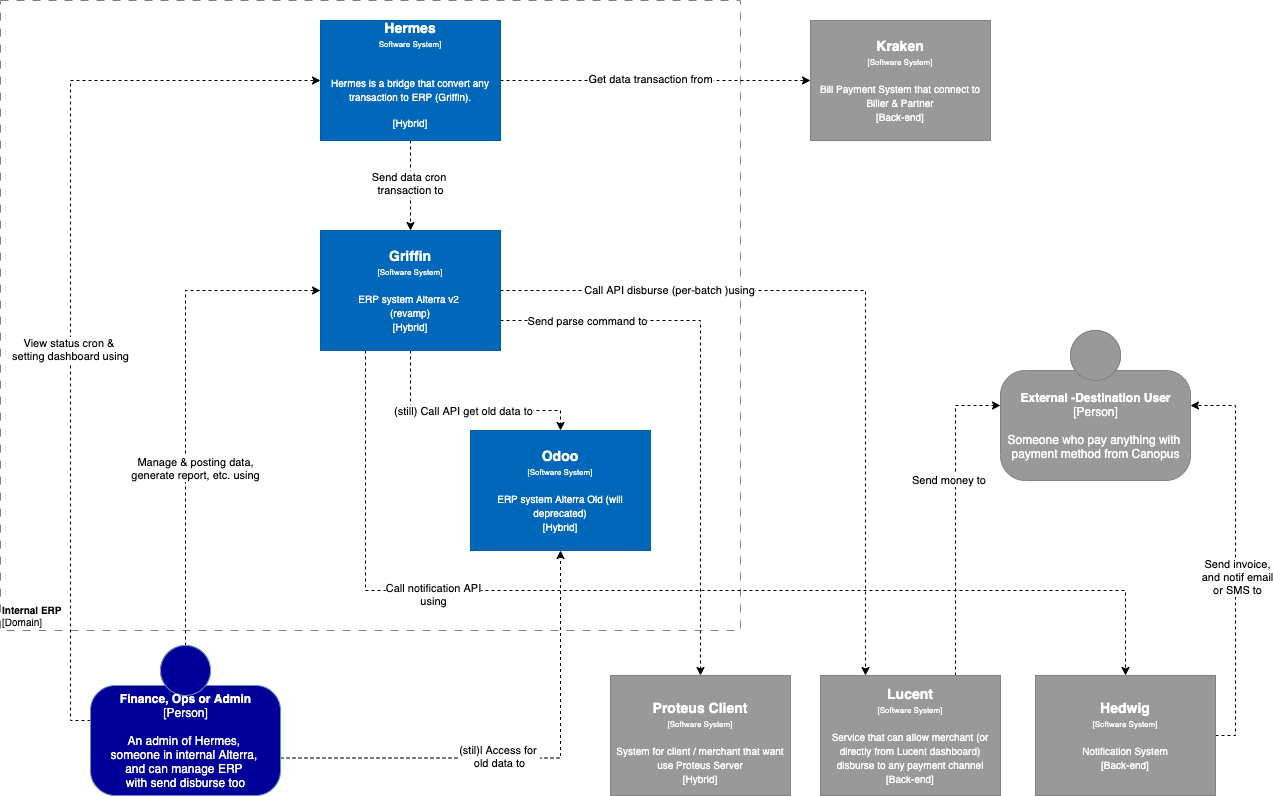 Hermes
Software System]
Hermes is a bridge that convert any
transaction to ERP (Griffin).
[Hybrid]
Get data transaction from
Kraken
[Software System]
Bill Payment System that connect to
Biller & Partner
[Back-end]
Send data cron
transaction to
Griffin
[Software System]
ERP system Alterra v2
(revamp)
[Hybrid]
Call API disburse (per-batch )using
Send parse command to
View status cron &
setting dashboard using
(still) Call API get old data to
External -Destination User
[Person]
Someone who pay anything with
payment method from Canopus
Manage & posting data,
generate report, etc. using
Odoo
[Software System]
ERP system Alterra Old (will
deprecated)
[Hybrid]
Send money to
Call notification API
using
Send invoice,
and notif email
or SMS to
Internal ERP
[Domain]
Finance, Ops or Admin
[Person]
An admin of Hermes,
someone in internal Alterra,
and can manage ERP
with send disburse too
(stil)l Access for
old data to
Proteus Client
[Software System]
System for client / merchant that want
use Proteus Server
[Hybrid]
Lucent
[Software System]
Service that can allow merchant (or
directly from Lucent dashboard)
disburse to any payment channel
[Back-end]
Hedwig
[Software System]
Notification System
[Back-end]